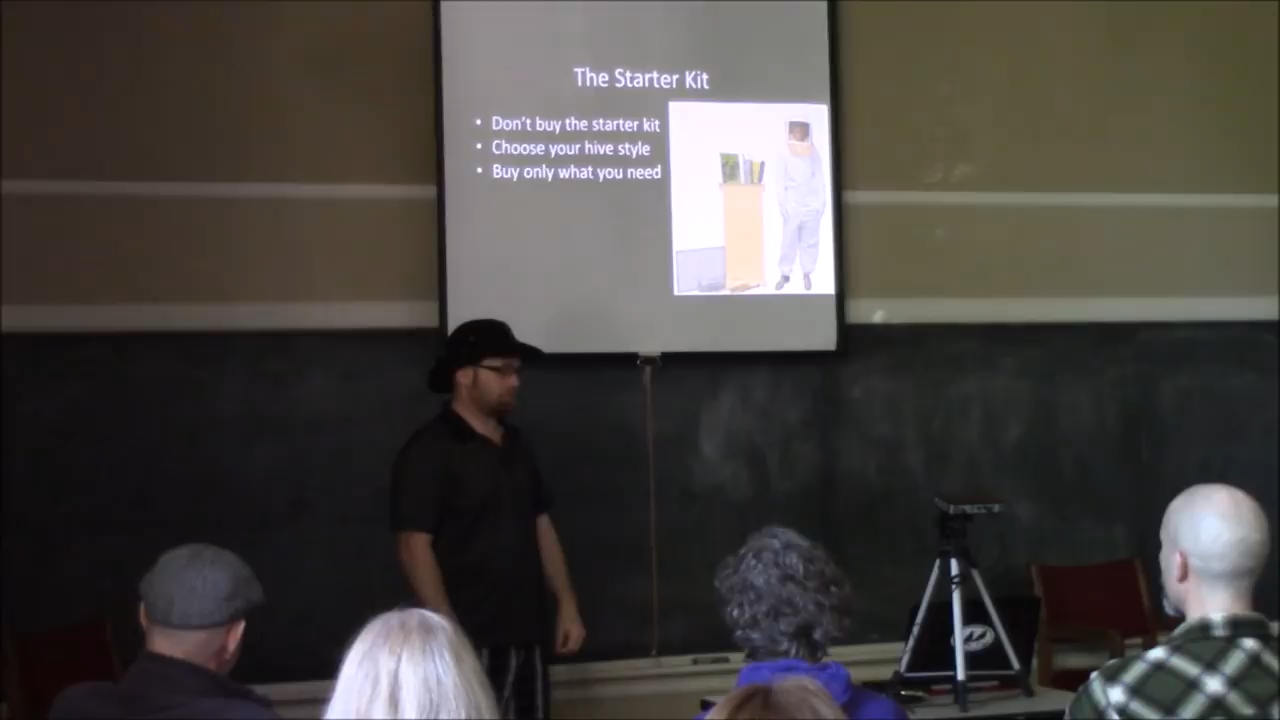 The Starter Kit
• Don't buy the starter kit
• Choose your hive style
• Buy only what you need